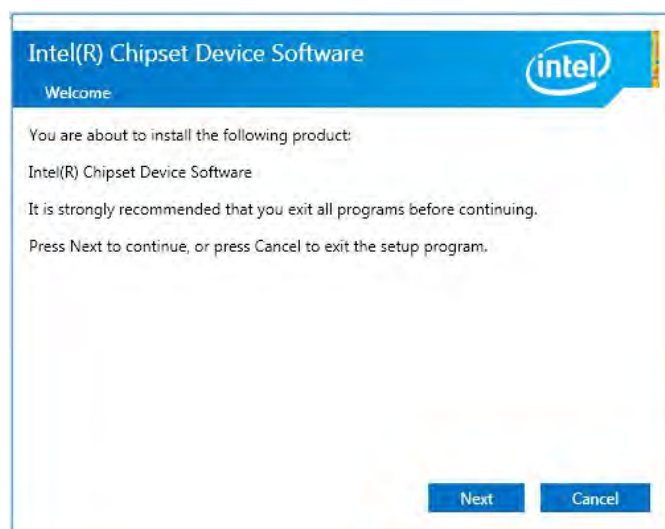 Intel(R) Chipset Device Software
intel
Welcome
You are about to install the following product:
Intel(R) Chipset Device Software
It is strongly recommended that you exit all programs before continuing.
Press Next to continue, or press Cancel to exit the setup program.
Next
Cancel